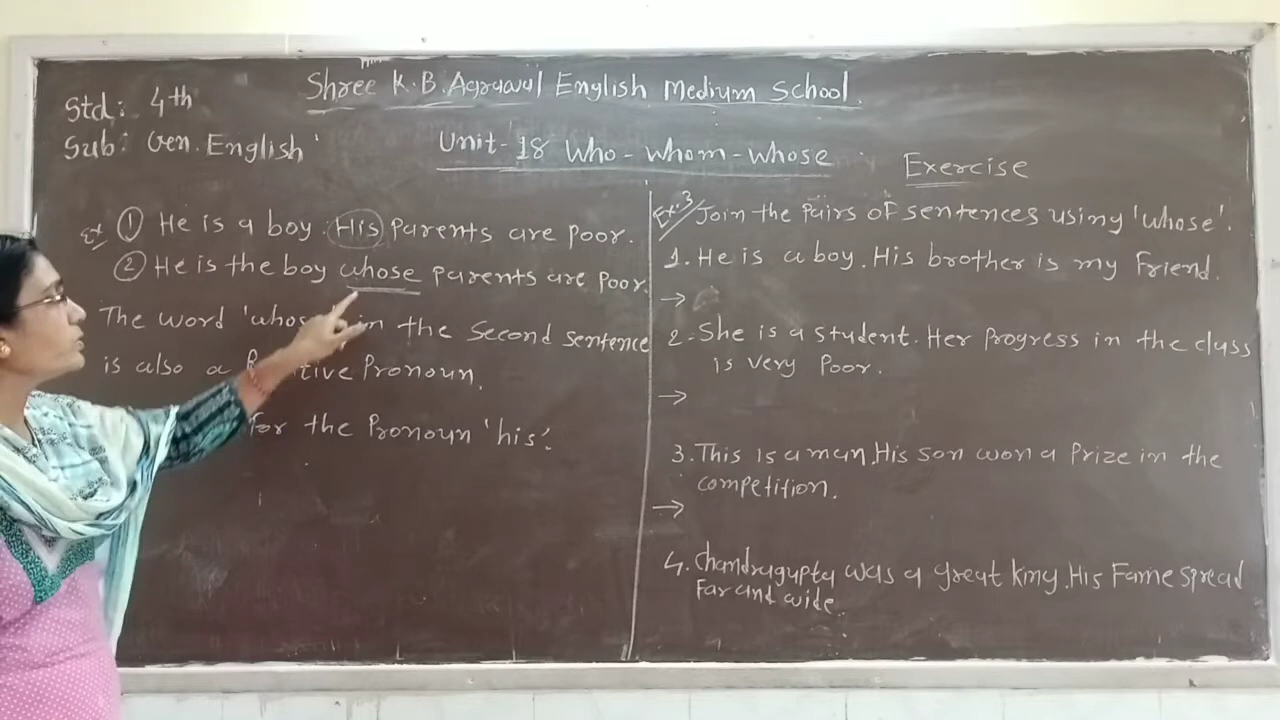 Shree K.B. Agrawal English Medium School.
Std: 4th
Sub: Gen. English
Unit-18 Who-Whom-Whose
Ex ① He is a boy. His parents are poor.
② He is the boy whose parents are poor.
The word 'whos in the second sentence
is also a R tive Pronoun.
for the Pronoun 'his'.
Exercise
Ex.3 Join the pairs of sentences using 'whose'.
1. He is a boy. His brother is my friend.
→
2. She is a student. Her progress in the class
is very poor.
→
3. This is a man. His son won a prize in the
competition.
→
4. Chandragupta was a great king. His fame spread
far and wide.